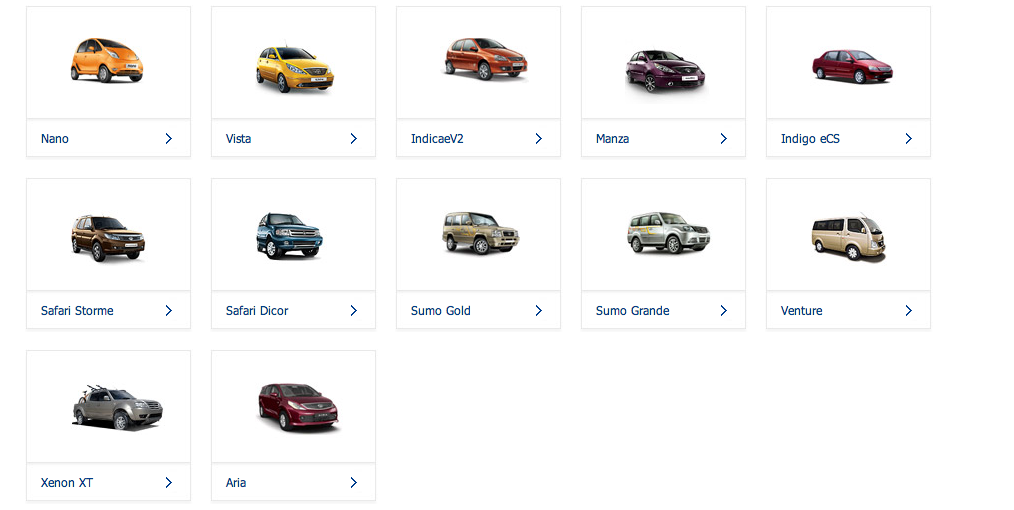 Nano
Vista
IndicaeV2
Manza
Indigo eCS
Safari Storme
Safari Dicor
Sumo Gold
Sumo Grande
Venture
Xenon XT
Aria